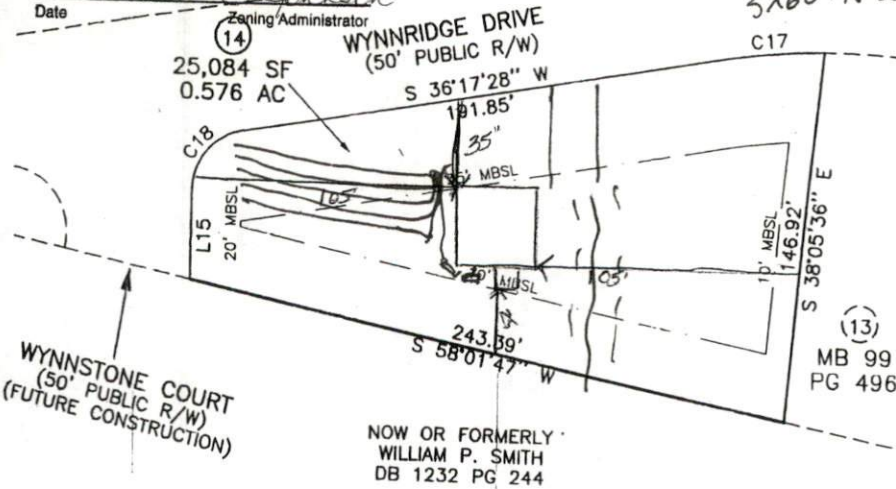 Date
Zoning Administrator
14
25,084 SF
0.576 AC
WYNNRIDGE DRIVE
(50' PUBLIC R/W)
C17
S 36°17'28" W
191.85'
C18
35"
MBSL
105
L15
20' MBSL
10' MBSL
146.92'
S 38°05'36" E
MBSL
105'
243.39'
S 58°01'47" W
13
MB 99
PG 496
WYNNSTONE COURT
(50' PUBLIC R/W)
(FUTURE CONSTRUCTION)
NOW OR FORMERLY
WILLIAM P. SMITH
DB 1232 PG 244